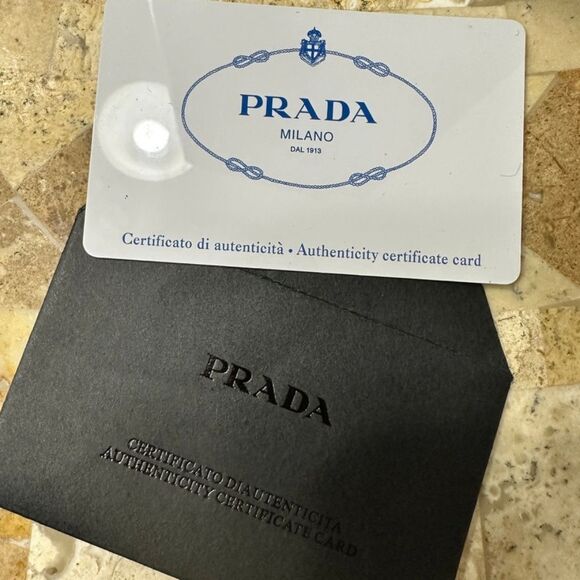 PRADA
MILANO
DAL 1913
Certificato di autenticità • Authenticity certificate card
PRADA
CERTIFICATO DI AUTENTICITÀ
AUTHENTICITY CERTIFICATE CARD